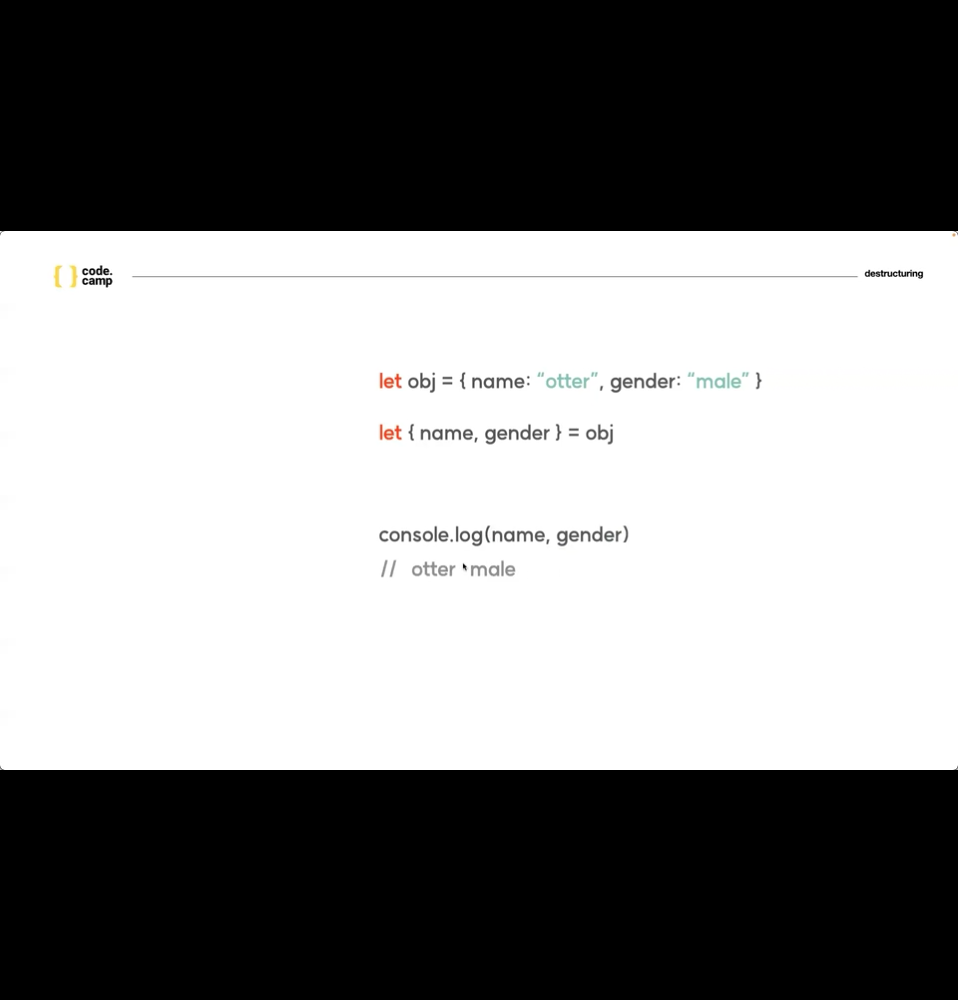 { } code.
camp
destructuring
let obj = { name: “otter”, gender: “male” }
let { name, gender } = obj
console.log(name, gender)
// otter male